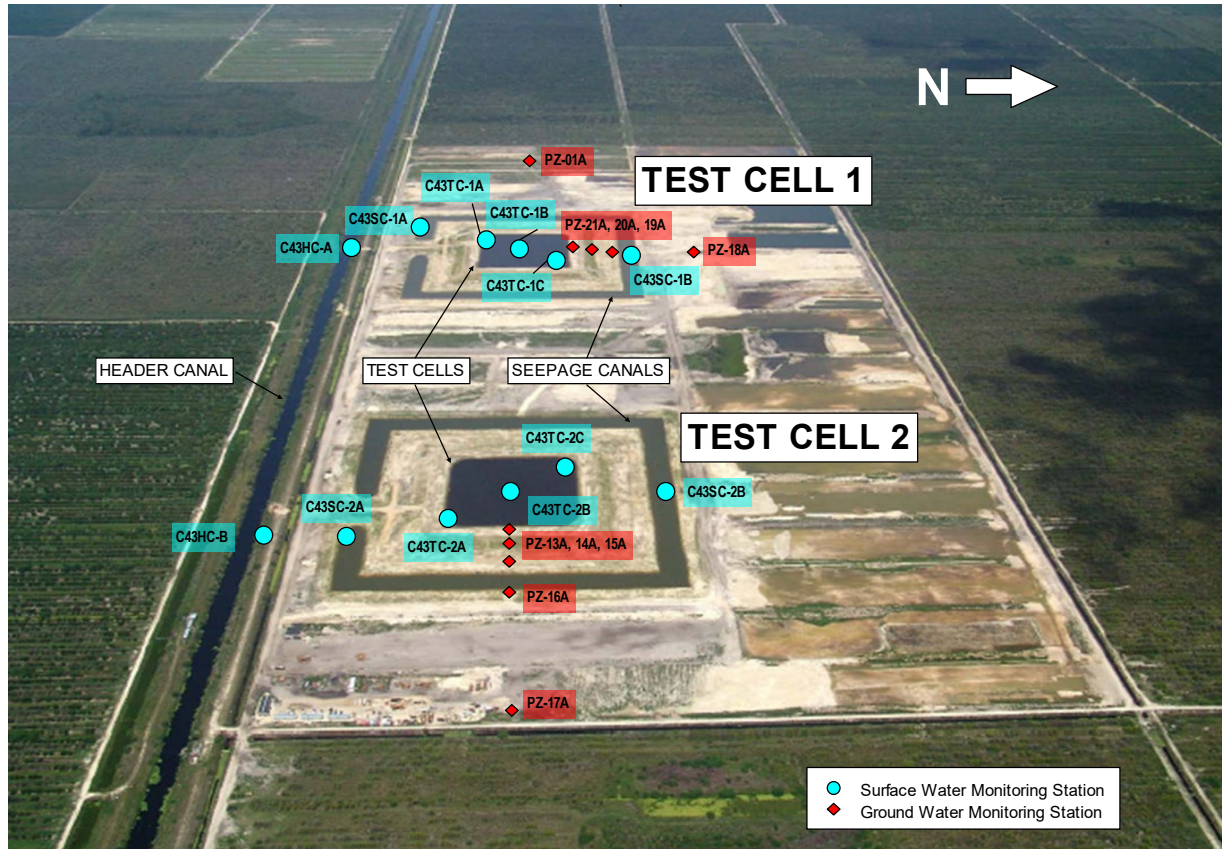 N
PZ-01A
TEST CELL 1
C43TC-1A
C43TC-1B
C43SC-1A
PZ-21A, 20A, 19A
C43HC-A
PZ-18A
C43TC-1C
C43SC-1B
HEADER CANAL
TEST CELLS
SEEPAGE CANALS
TEST CELL 2
C43TC-2C
C43SC-2B
C43SC-2A
C43TC-2B
C43HC-B
C43TC-2A
PZ-13A, 14A, 15A
PZ-16A
PZ-17A
Surface Water Monitoring Station
Ground Water Monitoring Station